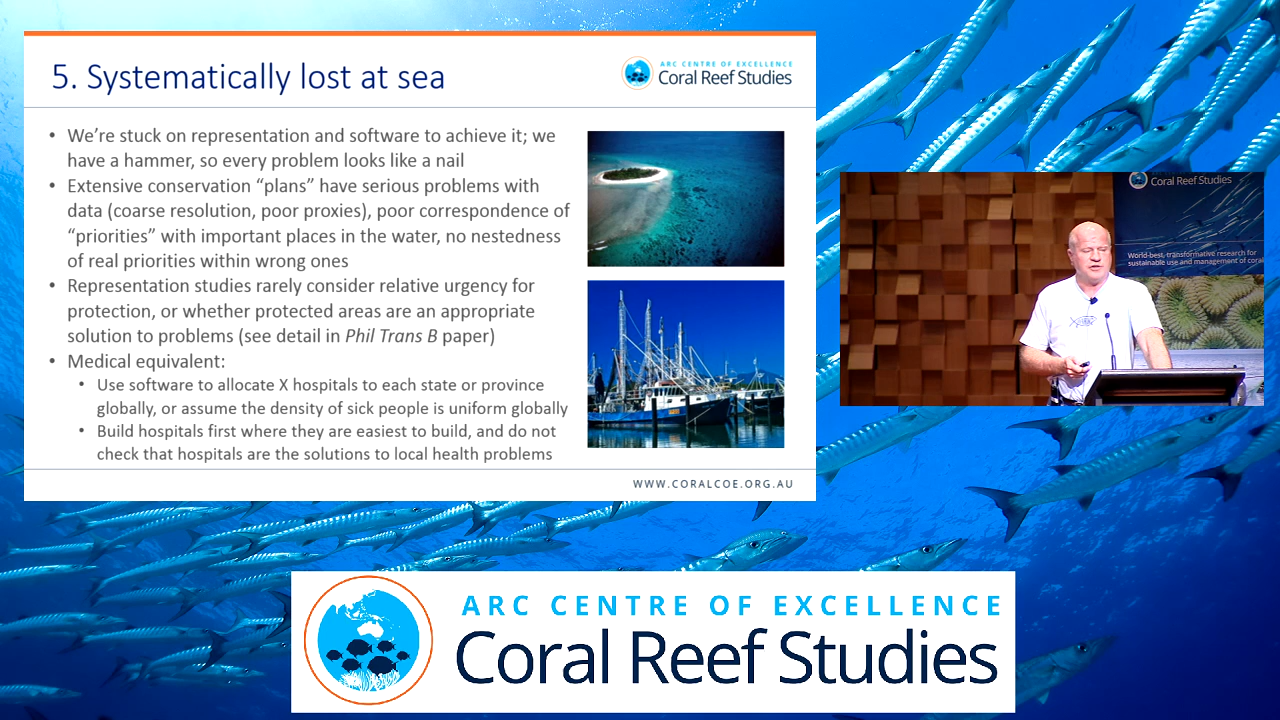 5. Systematically lost at sea
ARC CENTRE OF EXCELLENCE
Coral Reef Studies
• We’re stuck on representation and software to achieve it; we
have a hammer, so every problem looks like a nail
• Extensive conservation “plans” have serious problems with
data (coarse resolution, poor proxies), poor correspondence of
“priorities” with important places in the water, no nestedness
of real priorities within wrong ones
• Representation studies rarely consider relative urgency for
protection, or whether protected areas are an appropriate
solution to problems (see detail in Phil Trans B paper)
• Medical equivalent:
• Use software to allocate X hospitals to each state or province
globally, or assume the density of sick people is uniform globally
• Build hospitals first where they are easiest to build, and do not
check that hospitals are the solutions to local health problems
WWW.CORALCOE.ORG.AU
Coral Reef Studies
World-best, transformative research for
sustainable use and management of coral
ARC CENTRE OF EXCELLENCE
Coral Reef Studies